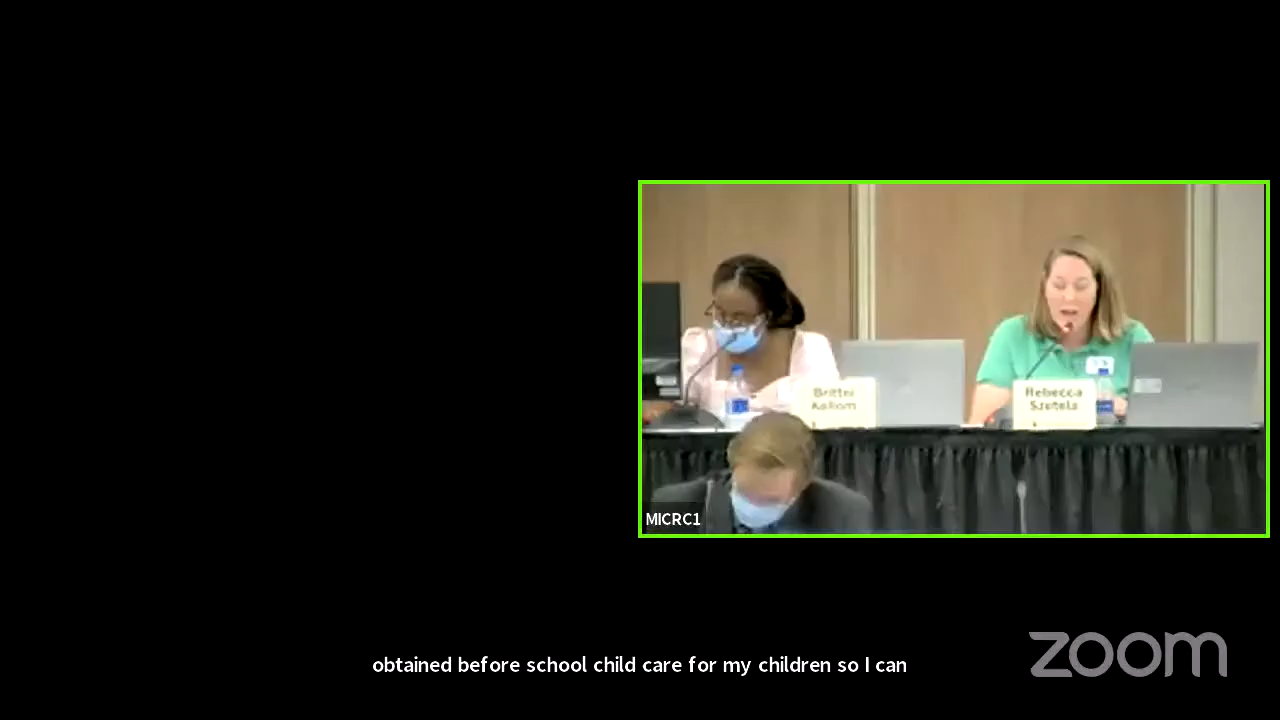 Brittni
Kellom
Rebecca
Szetela
MICRC1
obtained before school child care for my children so I can
zoom